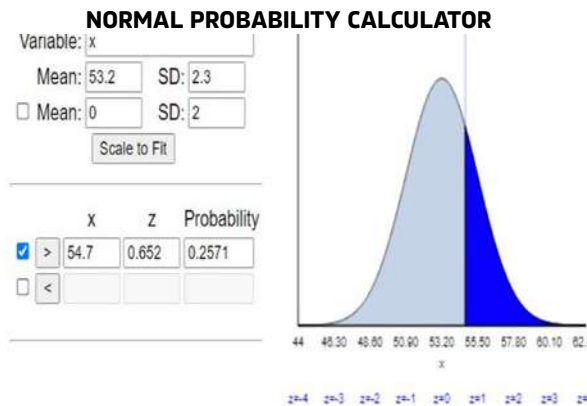 NORMAL PROBABILITY CALCULATOR
Variable: x
Mean: 53.2 SD: 2.3
Mean: 0 SD: 2
Scale to Fit
x z Probability
> 54.7 0.652 0.2571
<
44 46.30 48.60 50.90 53.20 55.50 57.80 60.10 62.
x
z=-4 z=-3 z=-2 z=-1 z=0 z=1 z=2 z=3 z=